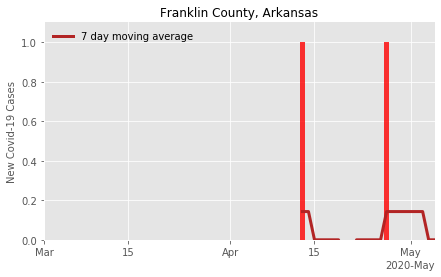 Franklin County, Arkansas
7 day moving average
New Covid-19 Cases
1.0
0.8
0.6
0.4
0.2
0.0
Mar
15
Apr
15
May
2020-May